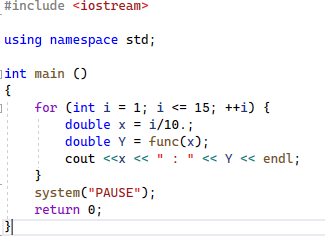 #include <iostream>
using namespace std;
int main ()
{
for (int i = 1; i <= 15; ++i) {
double x = i/10.;
double Y = func(x);
cout <<x << " : " << Y << endl;
}
system("PAUSE");
return 0;
}